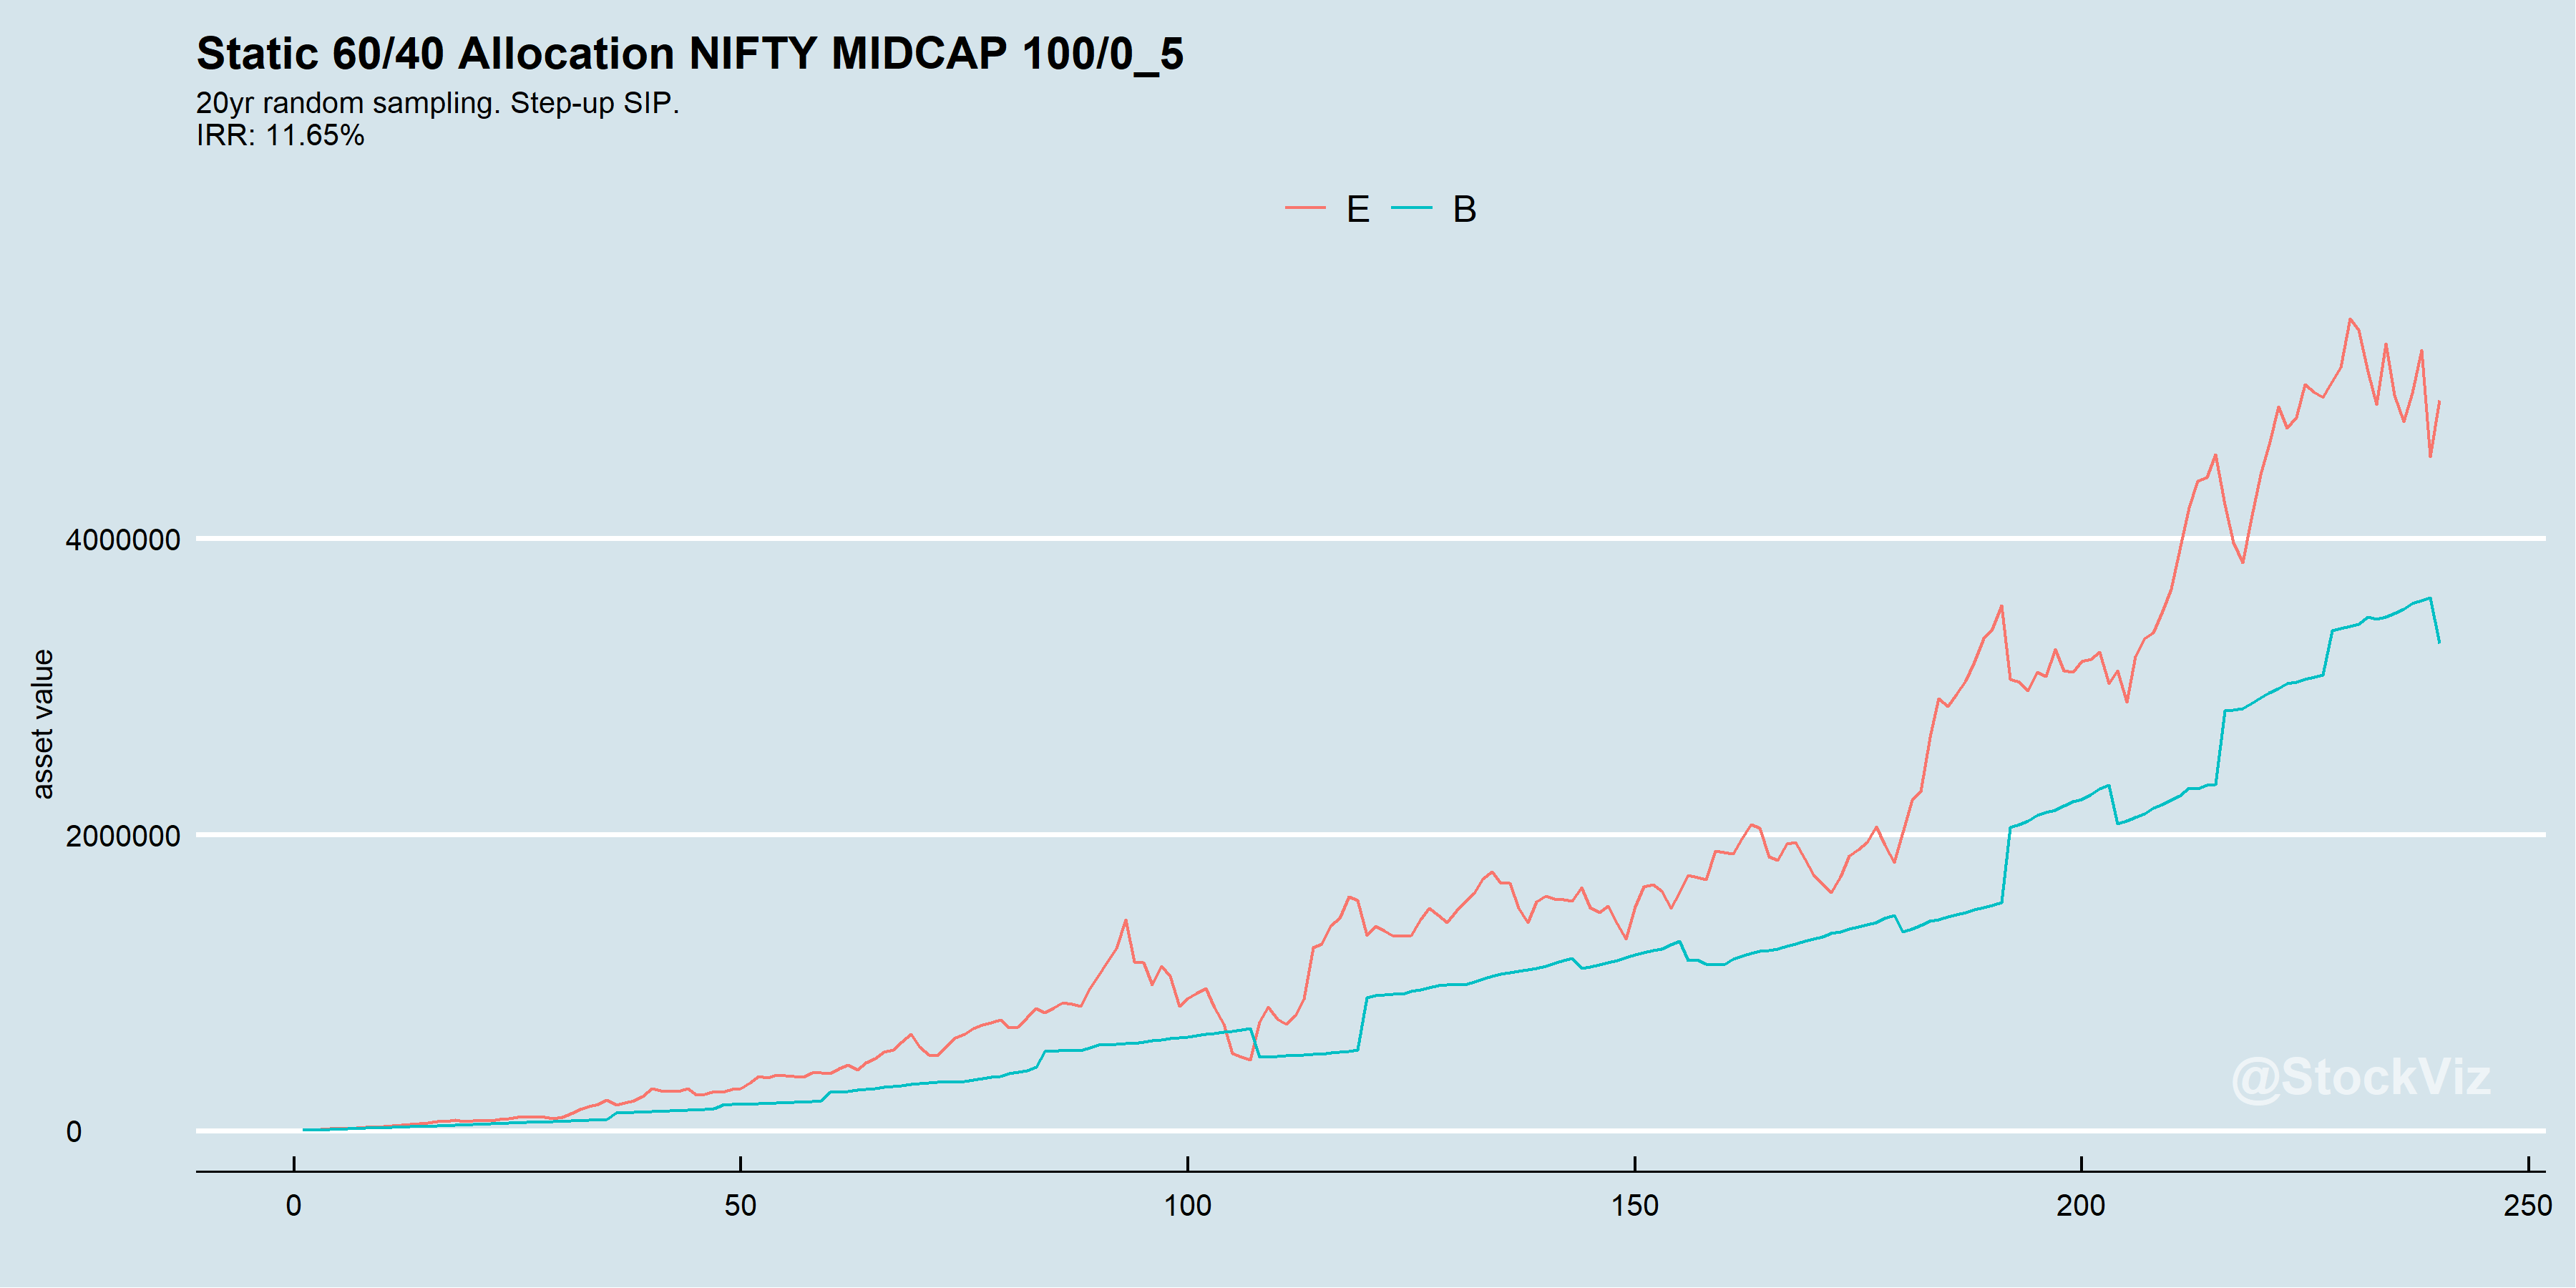 Static 60/40 Allocation NIFTY MIDCAP 100/0_5
20yr random sampling. Step-up SIP.
IRR: 11.65%
E B
4000000
2000000
0
asset value
@StockViz
0 50 100 150 200 250